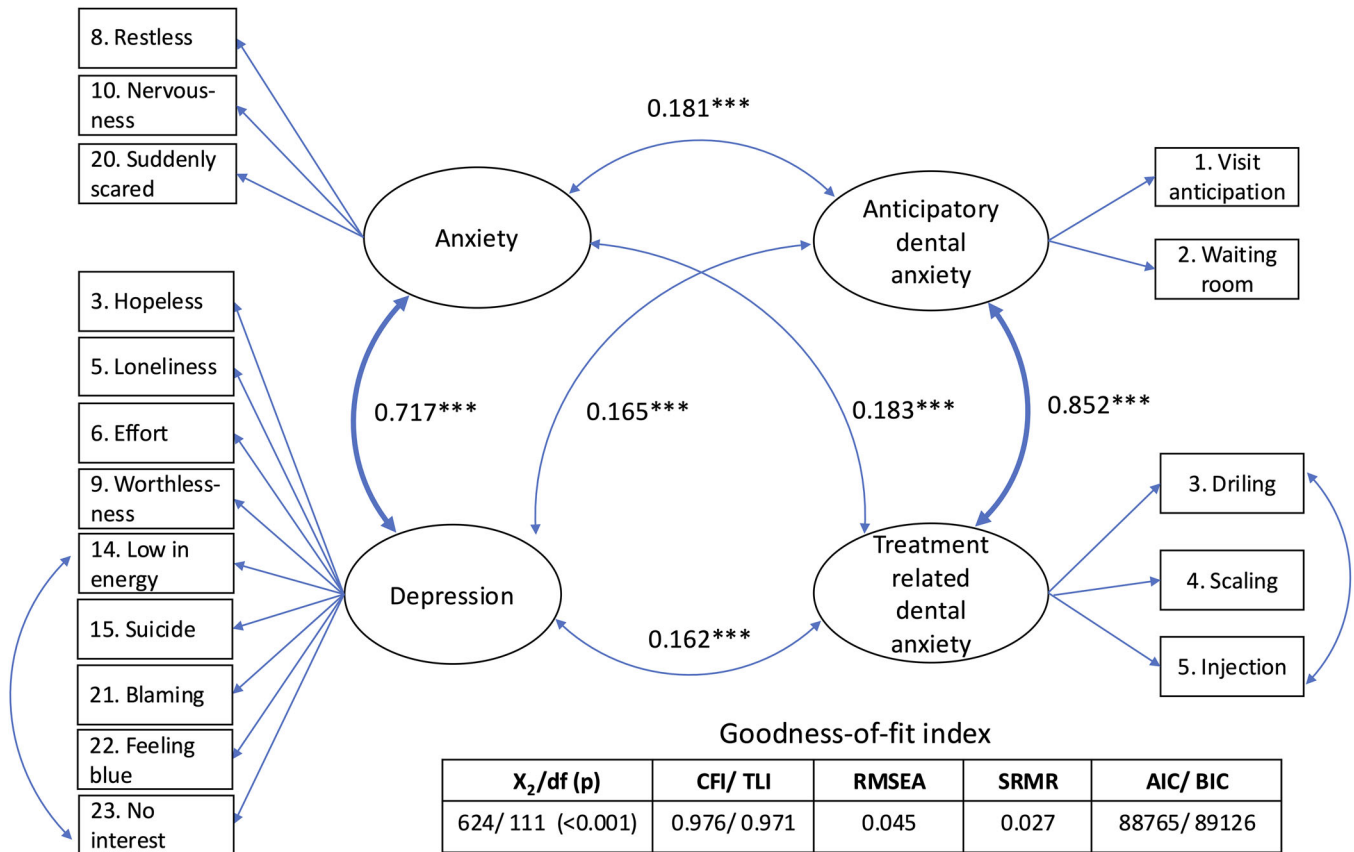 8. Restless
10. Nervous-
ness
20. Suddenly
scared
0.181***
Anxiety
Anticipatory
dental
anxiety
1. Visit
anticipation
2. Waiting
room
3. Hopeless
5. Loneliness
6. Effort
9. Worthless-
ness
14. Low in
energy
15. Suicide
21. Blaming
22. Feeling
blue
23. No
interest
0.717***
0.165***
0.183***
0.852***
Depression
0.162***
Treatment
related
dental
anxiety
3. Driling
4. Scaling
5. Injection
Goodness-of-fit index
X₂/df (p) CFI/ TLI RMSEA SRMR AIC/ BIC
624/ 111 (<0.001) 0.976/ 0.971 0.045 0.027 88765/ 89126